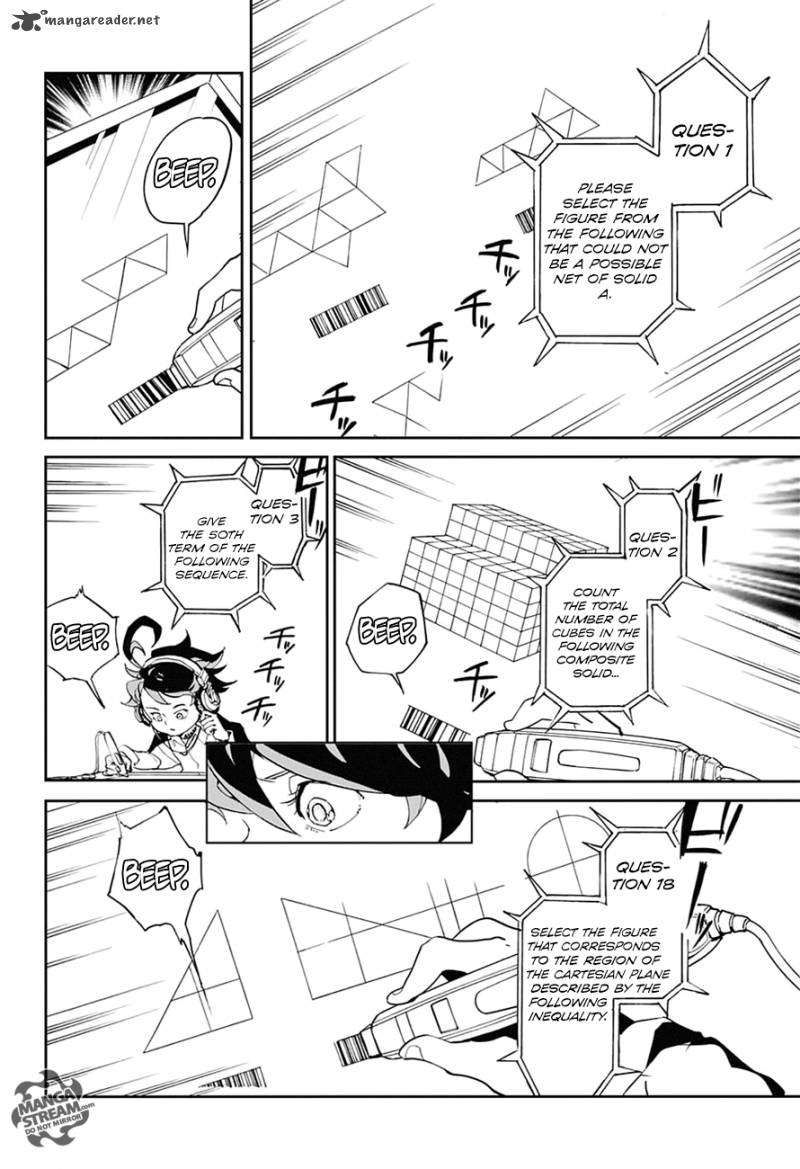 mangareader.net
QUES-
TION 1
PLEASE
SELECT THE
FIGURE FROM
THE FOLLOWING
THAT COULD NOT
BE A POSSIBLE
NET OF SOLID
A.
チッ
チッ
チッ
チッ
BEEP.
ピー
QUES-
TION 2
COUNT
THE TOTAL
NUMBER OF
CUBES IN THE
FOLLOWING
COMPOSITE
SOLID...
BEEP.
チッ
ピー
QUES-
TION 3
GIVE
THE 50TH
TERM OF THE
FOLLOWING
SEQUENCE.
BEEP.
チッ
チッ
チッ
QUES-
TION 18
SELECT THE FIGURE
THAT CORRESPONDS
TO THE REGION OF
THE CARTESIAN PLANE
DESCRIBED BY THE
FOLLOWING
INEQUALITY.
BEEP.
MANGA
STREAM.COM
DO NOT MIRROR